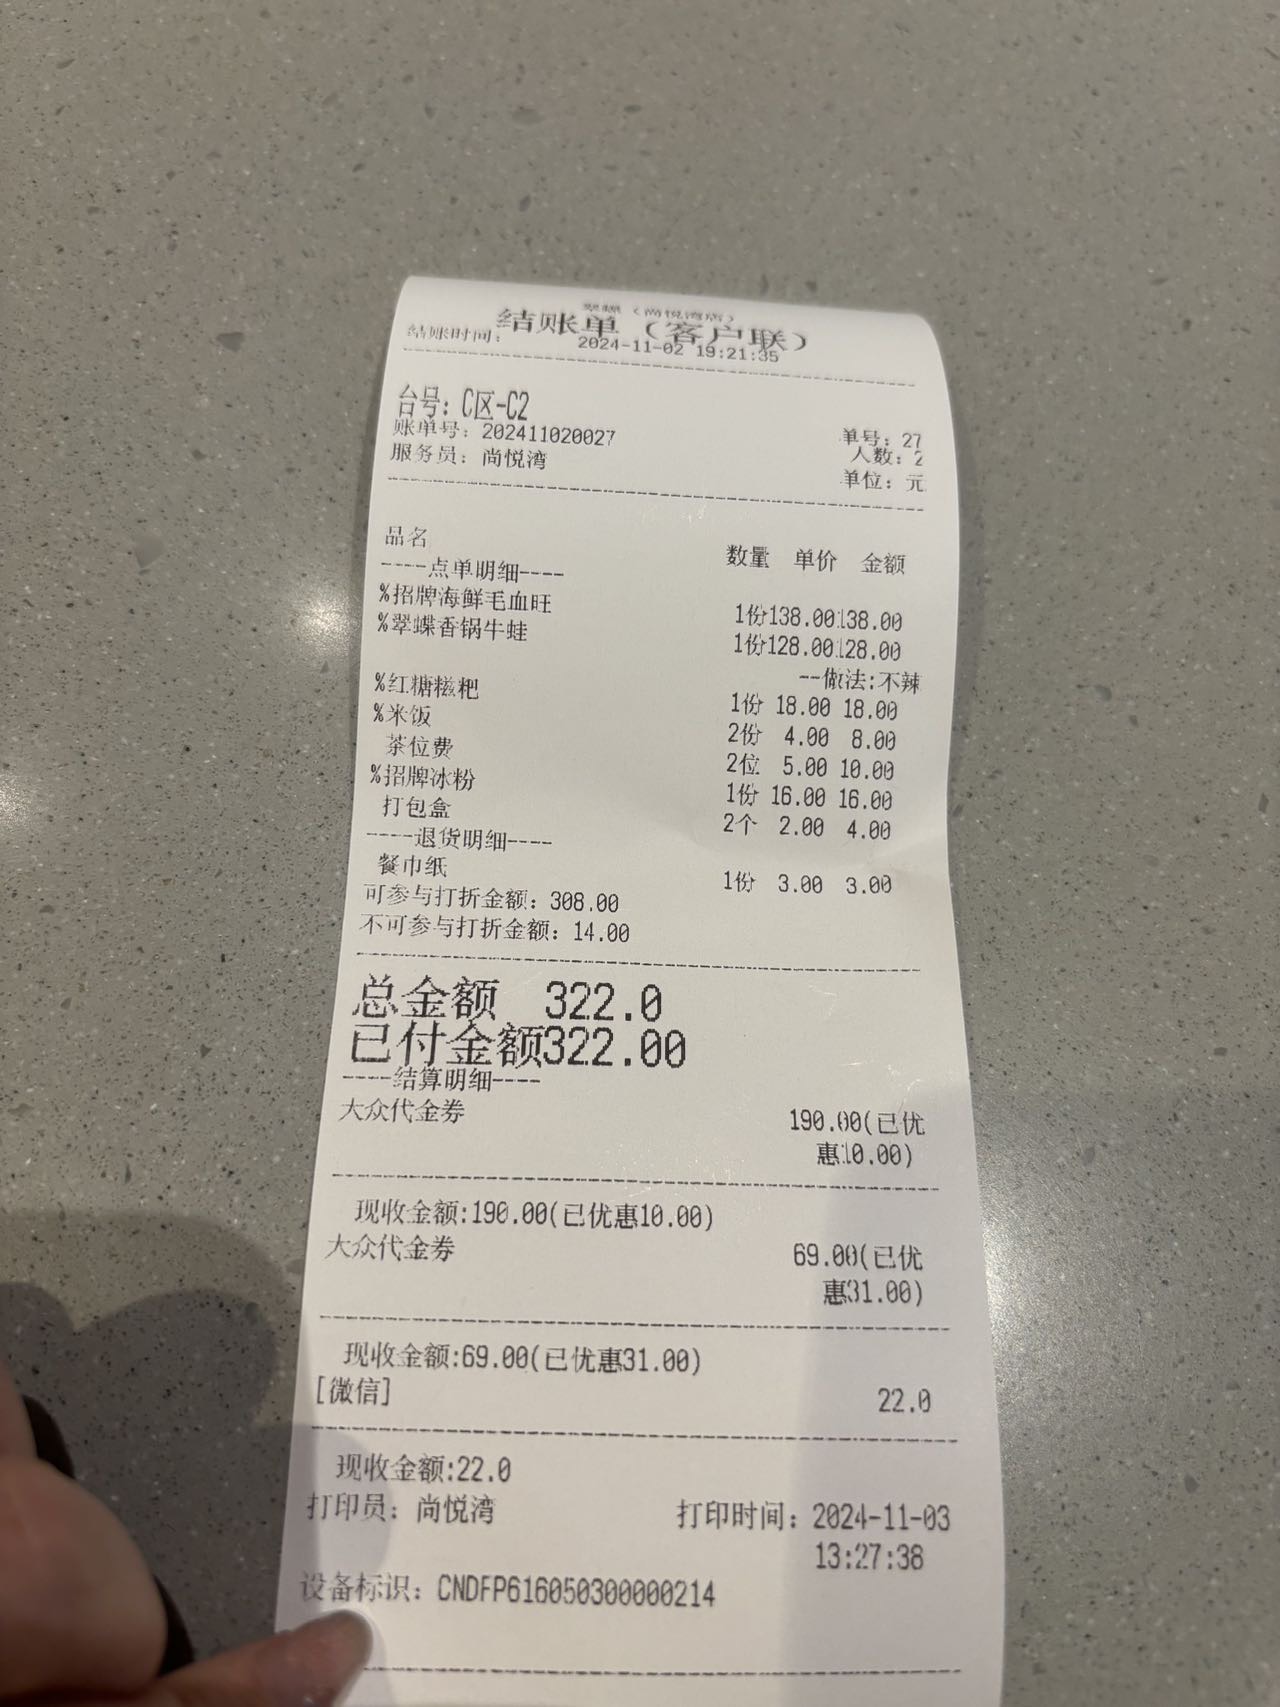 （尚悦湾店）
结账单（客户联）
结账时间： 2024-11-02 19:21:35
台号：C区-C2
账单号：202411020027 单号：27
服务员：尚悦湾 人数：2
单位：元
品名 数量 单价 金额
----点单明细----
%招牌海鲜毛血旺 1份138.00138.00
%翠蝶香锅牛蛙 1份128.00128.00
--做法:不辣
%红糖糍粑 1份 18.00 18.00
%米饭 2份 4.00 8.00
茶位费 2位 5.00 10.00
%招牌冰粉 1份 16.00 16.00
打包盒 2个 2.00 4.00
----退货明细----
餐巾纸 1份 3.00 3.00
可参与打折金额：308.00
不可参与打折金额：14.00
总金额 322.0
已付金额322.00
----结算明细----
大众代金券 190.00(已优
惠10.00)
现收金额:190.00(已优惠10.00)
大众代金券 69.00(已优
惠31.00)
现收金额:69.00(已优惠31.00)
[微信] 22.0
现收金额:22.0
打印员：尚悦湾 打印时间：2024-11-03
13:27:38
设备标识：CNDFP616050300000214